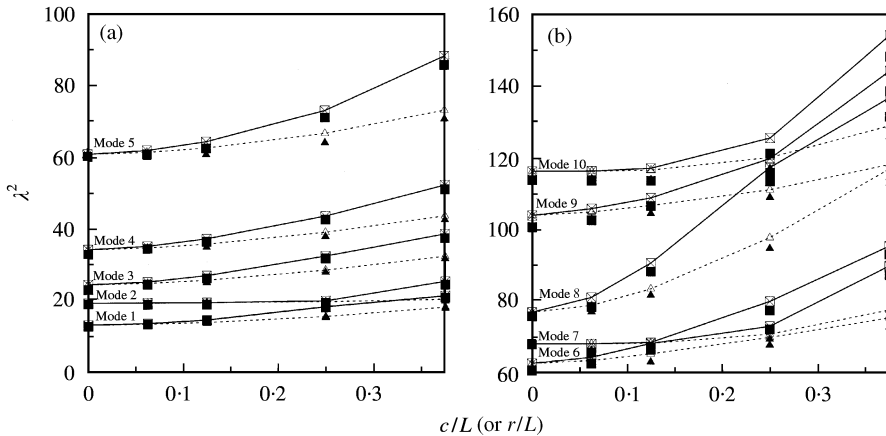 (a)
100
80
60
40
20
0
λ²
Mode 5
Mode 4
Mode 3
Mode 2
Mode 1
0 0·1 0·2 0·3
(b)
160
140
120
100
80
60
Mode 10
Mode 9
Mode 8
Mode 7
Mode 6
0 0·1 0·2 0·3
c/L (or r/L)